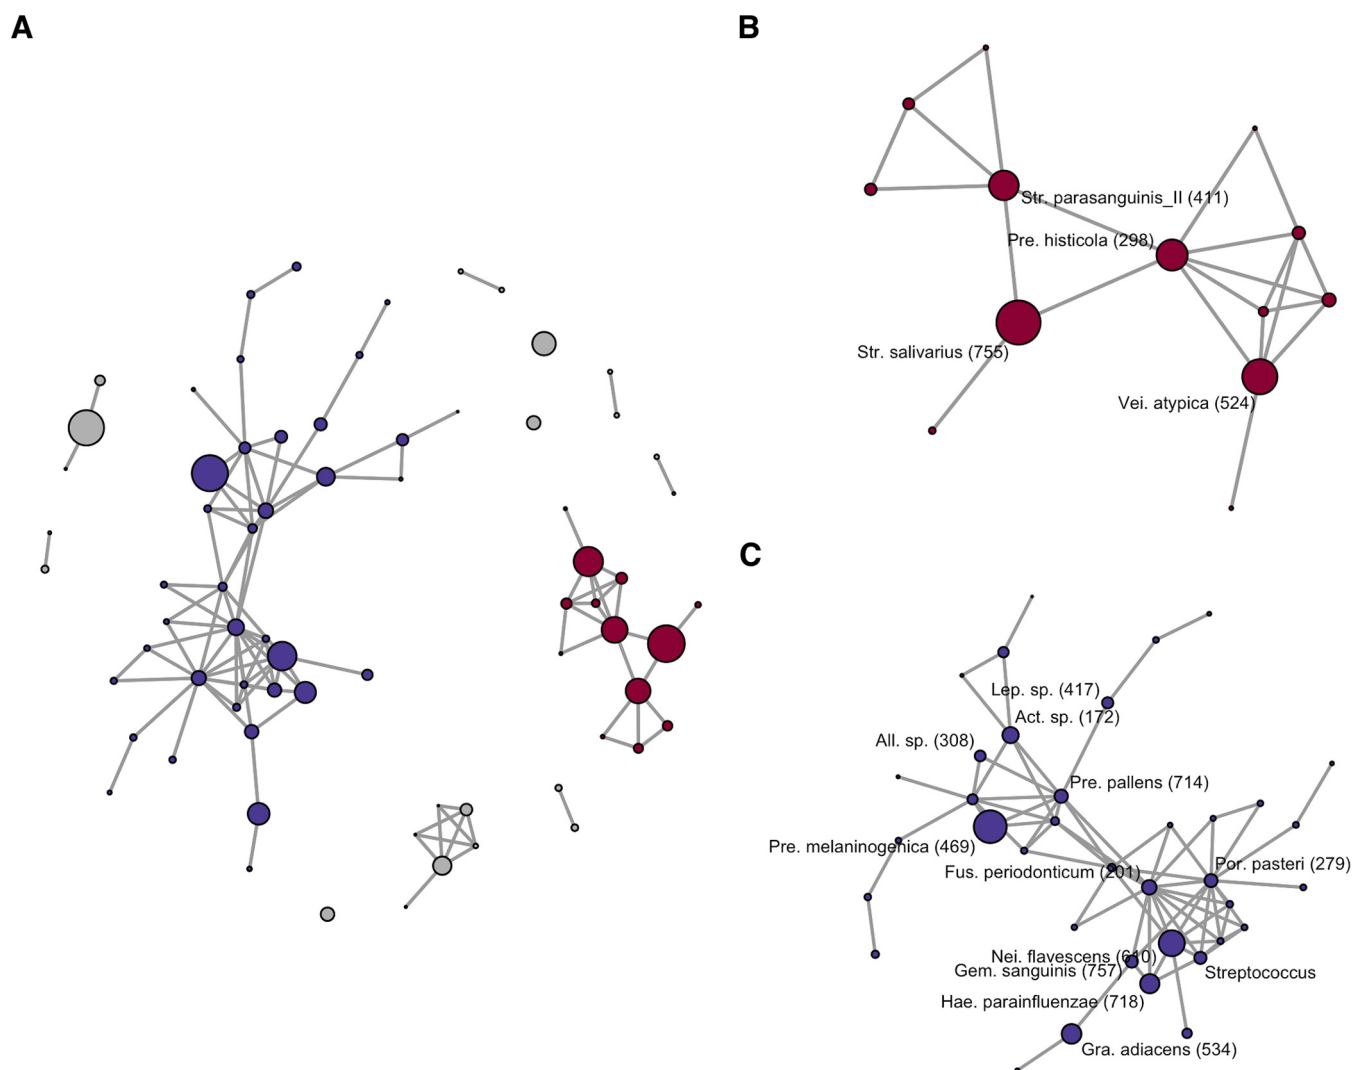 A
B
Str. parasanguinis_II (411)
Pre. histicola (298)
Str. salivarius (755)
Vei. atypica (524)
C
Lep. sp. (417)
Act. sp. (172)
All. sp. (308)
Pre. pallens (714)
Pre. melaninogenica (469)
Por. pasteri (279)
Fus. periodonticum (201)
Nei. flavescens (610)
Gem. sanguinis (757)
Streptococcus
Hae. parainfluenzae (718)
Gra. adiacens (534)